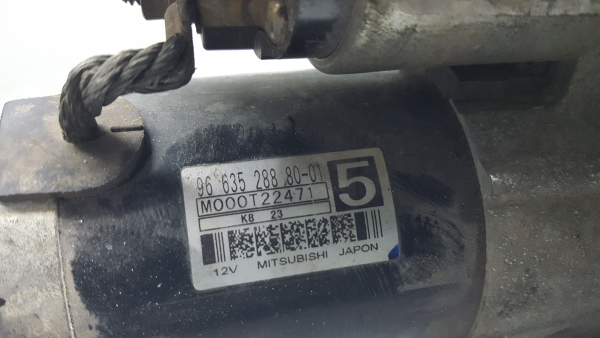 96 635 288 80-01
M000T22471
5
K8 23
12V MITSUBISHI JAPON